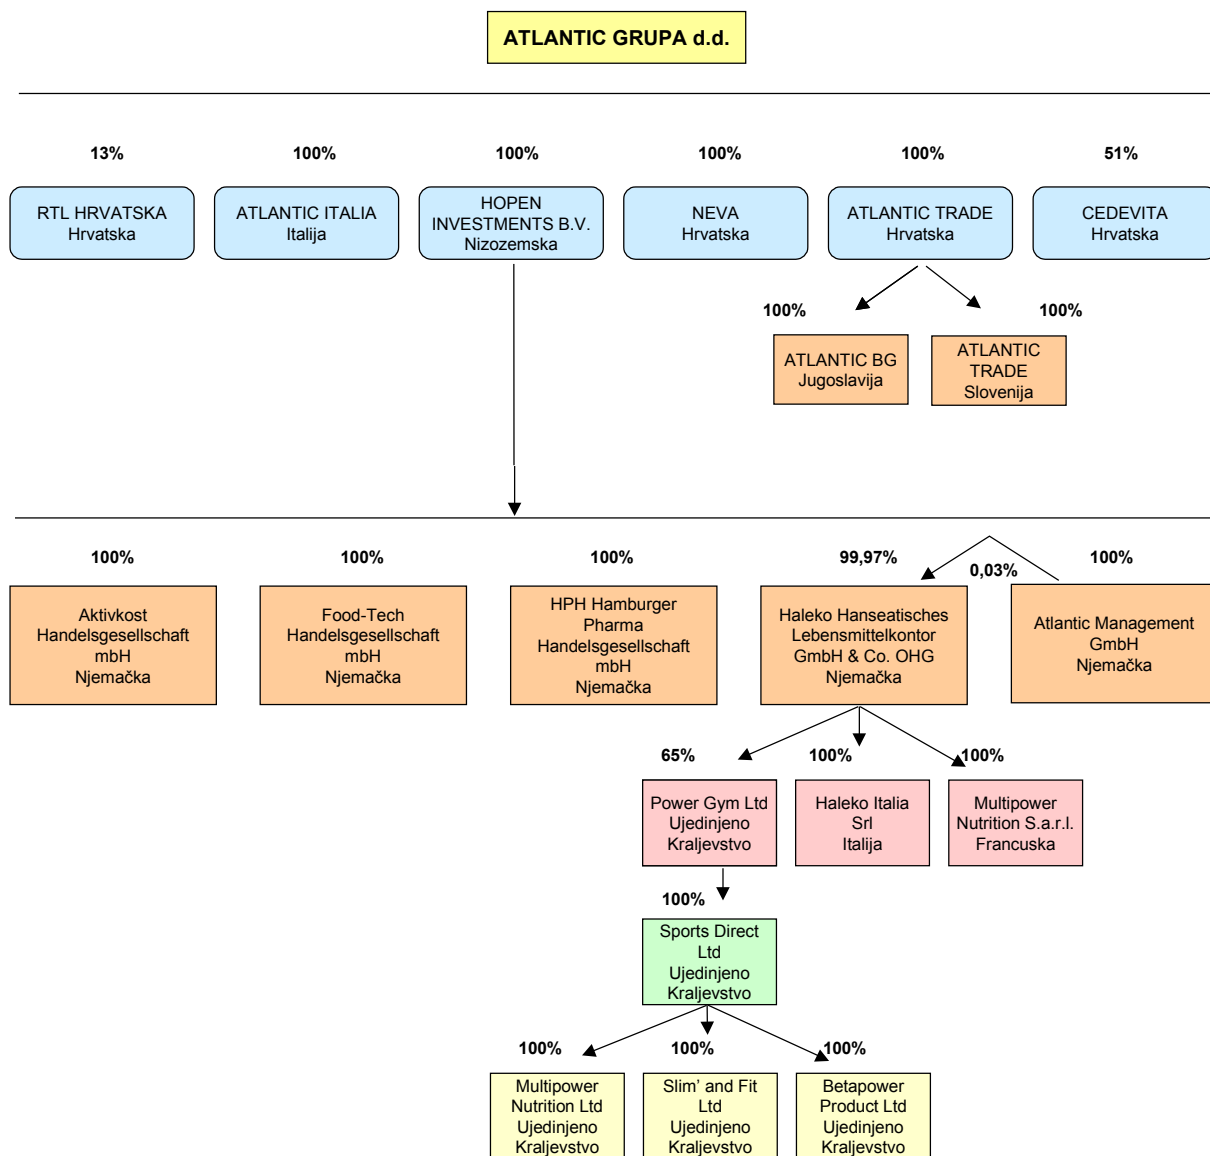 ATLANTIC GRUPA d.d.
13%
100%
100%
100%
100%
51%
RTL HRVATSKA
Hrvatska
ATLANTIC ITALIA
Italija
HOPEN
INVESTMENTS B.V.
Nizozemska
NEVA
Hrvatska
ATLANTIC TRADE
Hrvatska
CEDEVITA
Hrvatska
100%
100%
ATLANTIC BG
Jugoslavija
ATLANTIC
TRADE
Slovenija
100%
100%
100%
99,97%
0,03%
100%
Aktivkost
Handelsgesellschaft
mbH
Njemačka
Food-Tech
Handelsgesellschaft
mbH
Njemačka
HPH Hamburger
Pharma
Handelsgesellschaft
mbH
Njemačka
Haleko Hanseatisches
Lebensmittelkontor
GmbH & Co. OHG
Njemačka
Atlantic Management
GmbH
Njemačka
65%
100%
100%
Power Gym Ltd
Ujedinjeno
Kraljevstvo
Haleko Italia
Srl
Italija
Multipower
Nutrition S.a.r.l.
Francuska
100%
Sports Direct
Ltd
Ujedinjeno
Kraljevstvo
100%
100%
100%
Multipower
Nutrition Ltd
Ujedinjeno
Kraljevstvo
Slim' and Fit
Ltd
Ujedinjeno
Kraljevstvo
Betapower
Product Ltd
Ujedinjeno
Kraljevstvo